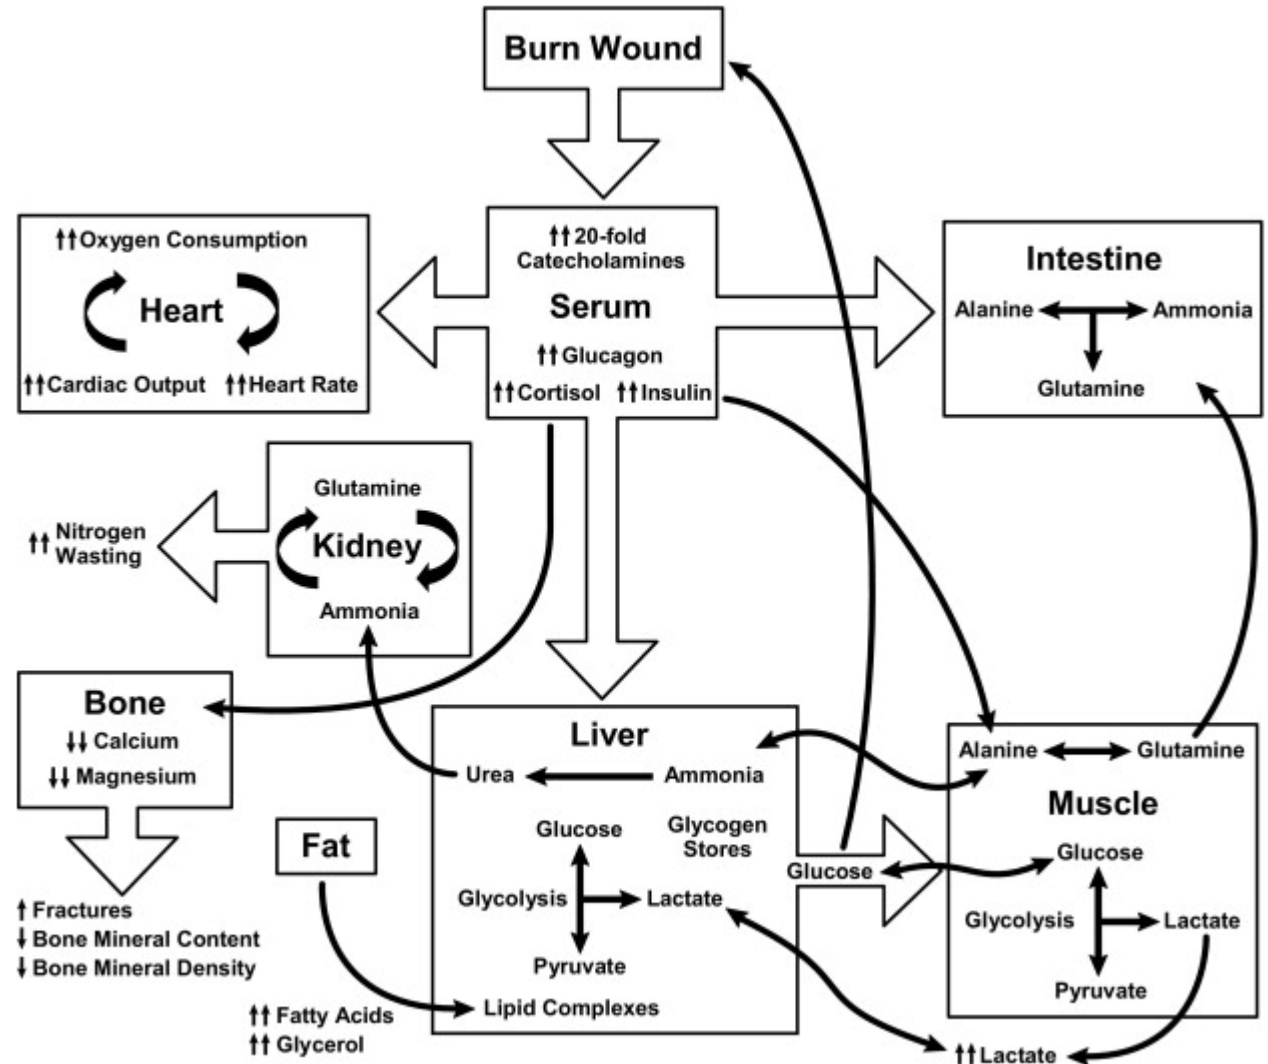 Burn Wound
↑↑20-fold
Catecholamines
Serum
↑↑Glucagon
↑↑Cortisol ↑↑Insulin
↑↑Oxygen Consumption
Heart
↑↑Cardiac Output ↑↑Heart Rate
Intestine
Alanine Ammonia
Glutamine
Glutamine
Kidney
Ammonia
↑↑ Nitrogen
Wasting
Bone
↓↓ Calcium
↓↓ Magnesium
↑ Fractures
↓ Bone Mineral Content
↓ Bone Mineral Density
Fat
↑↑ Fatty Acids
↑↑ Glycerol
Liver
Urea Ammonia
Glucose
Glycogen
Stores
Glycolysis Lactate
Pyruvate
Lipid Complexes
Glucose
Alanine Glutamine
Muscle
Glucose
Glycolysis Lactate
Pyruvate
↑↑Lactate